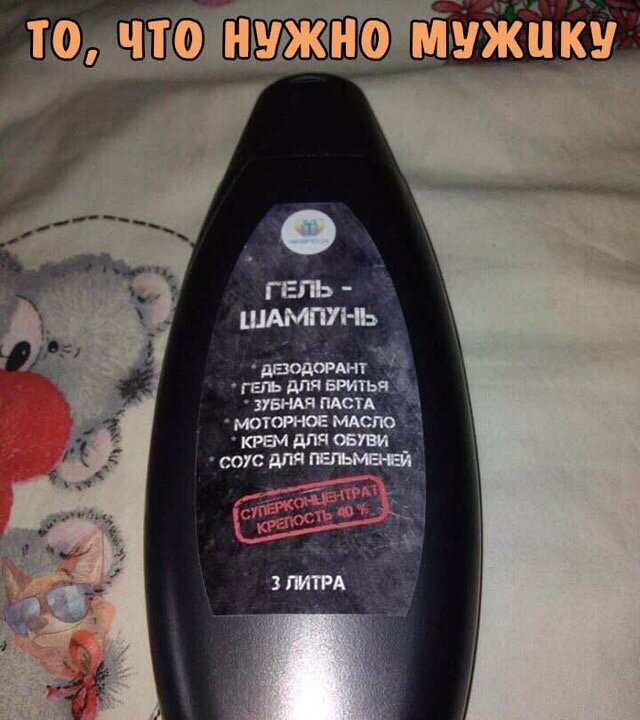 ТО, ЧТО НУЖНО МУЖИКУ
ГЕЛЬ -
ШАМПУНЬ
* ДЕЗОДОРАНТ
* ГЕЛЬ ДЛЯ БРИТЬЯ
* ЗУБНАЯ ПАСТА
* МОТОРНОЕ МАСЛО
* КРЕМ ДЛЯ ОБУВИ
* СОУС ДЛЯ ПЕЛЬМЕНЕЙ
СУПЕРКОНЦЕНТРАТ
КРЕПОСТЬ 40 %
3 ЛИТРА